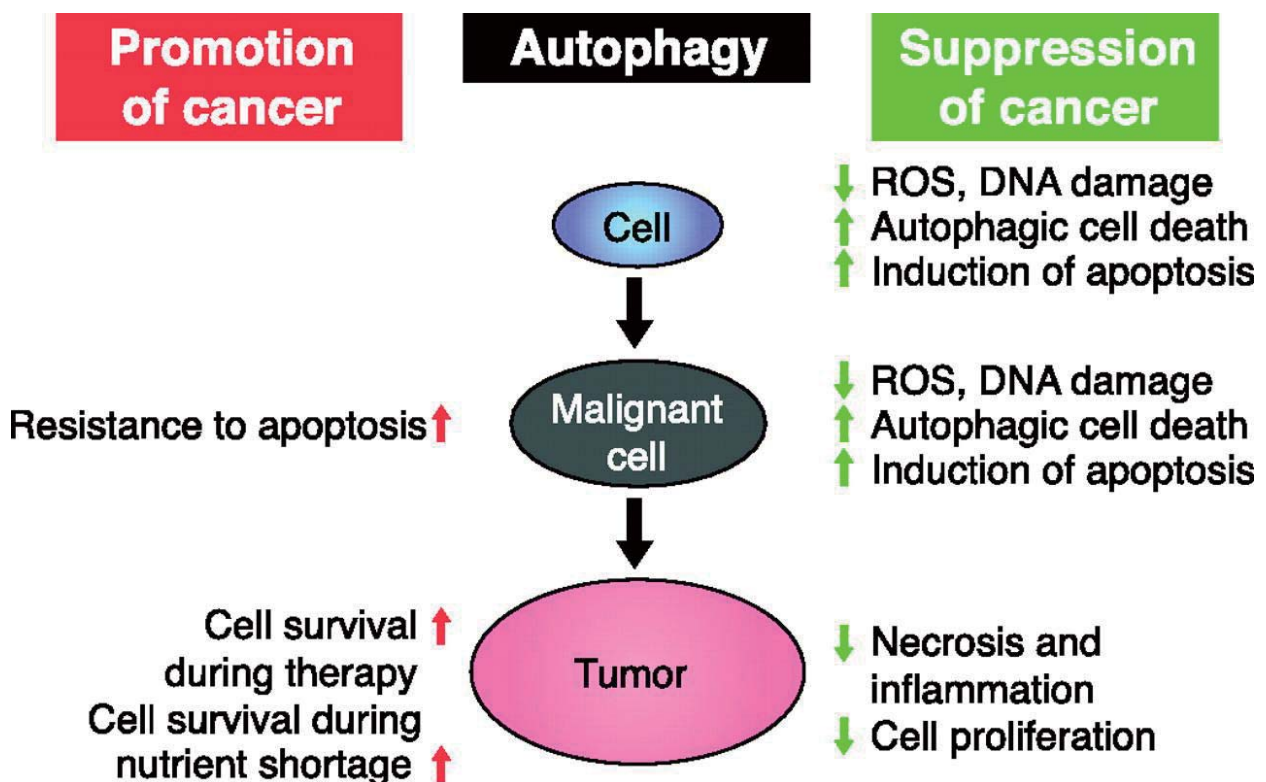 Promotion
of cancer
Autophagy
Suppression
of cancer
Cell
ROS, DNA damage
Autophagic cell death
Induction of apoptosis
Resistance to apoptosis
Malignant
cell
ROS, DNA damage
Autophagic cell death
Induction of apoptosis
Cell survival
during therapy
Cell survival during
nutrient shortage
Tumor
Necrosis and
inflammation
Cell proliferation